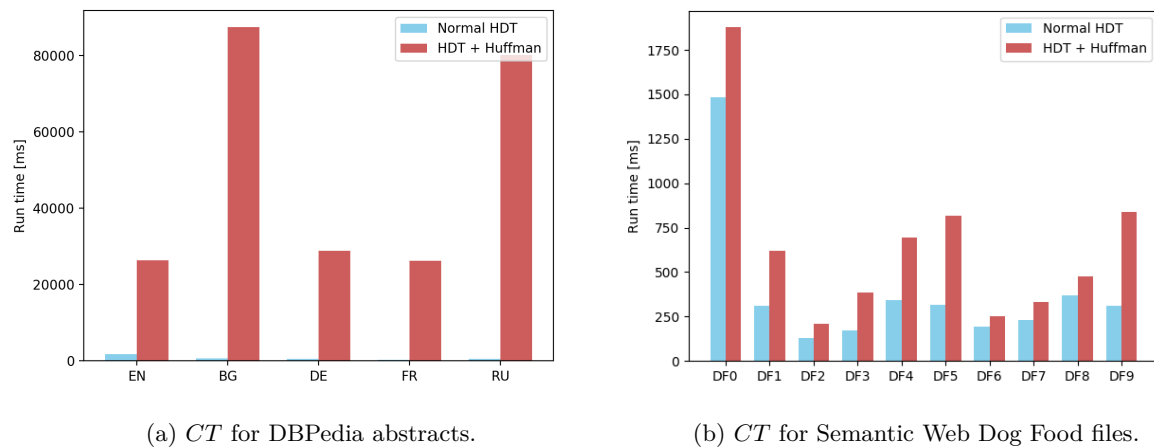 Normal HDT
HDT + Huffman
Run time [ms]
80000
60000
40000
20000
0
EN BG DE FR RU
(a) CT for DBPedia abstracts.
Normal HDT
HDT + Huffman
Run time [ms]
1750
1500
1250
1000
750
500
250
0
DF0 DF1 DF2 DF3 DF4 DF5 DF6 DF7 DF8 DF9
(b) CT for Semantic Web Dog Food files.